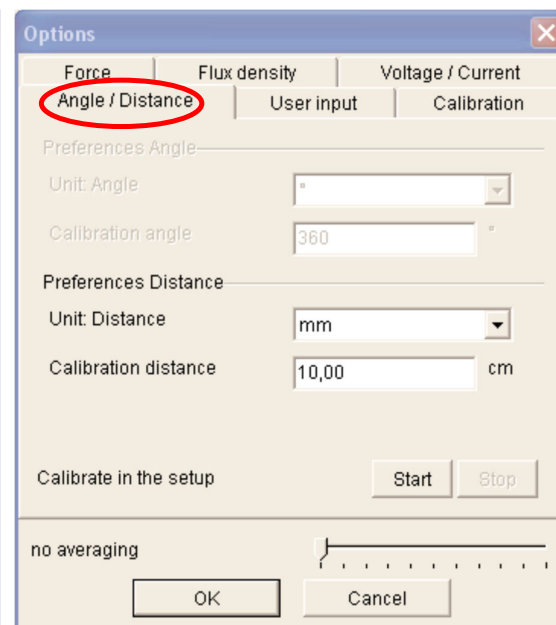 Options
Force Flux density Voltage / Current
Angle / Distance User input Calibration
Preferences Angle
Unit: Angle °
Calibration angle 360 °
Preferences Distance
Unit: Distance mm
Calibration distance 10,00 cm
Calibrate in the setup Start Stop
no averaging
OK Cancel